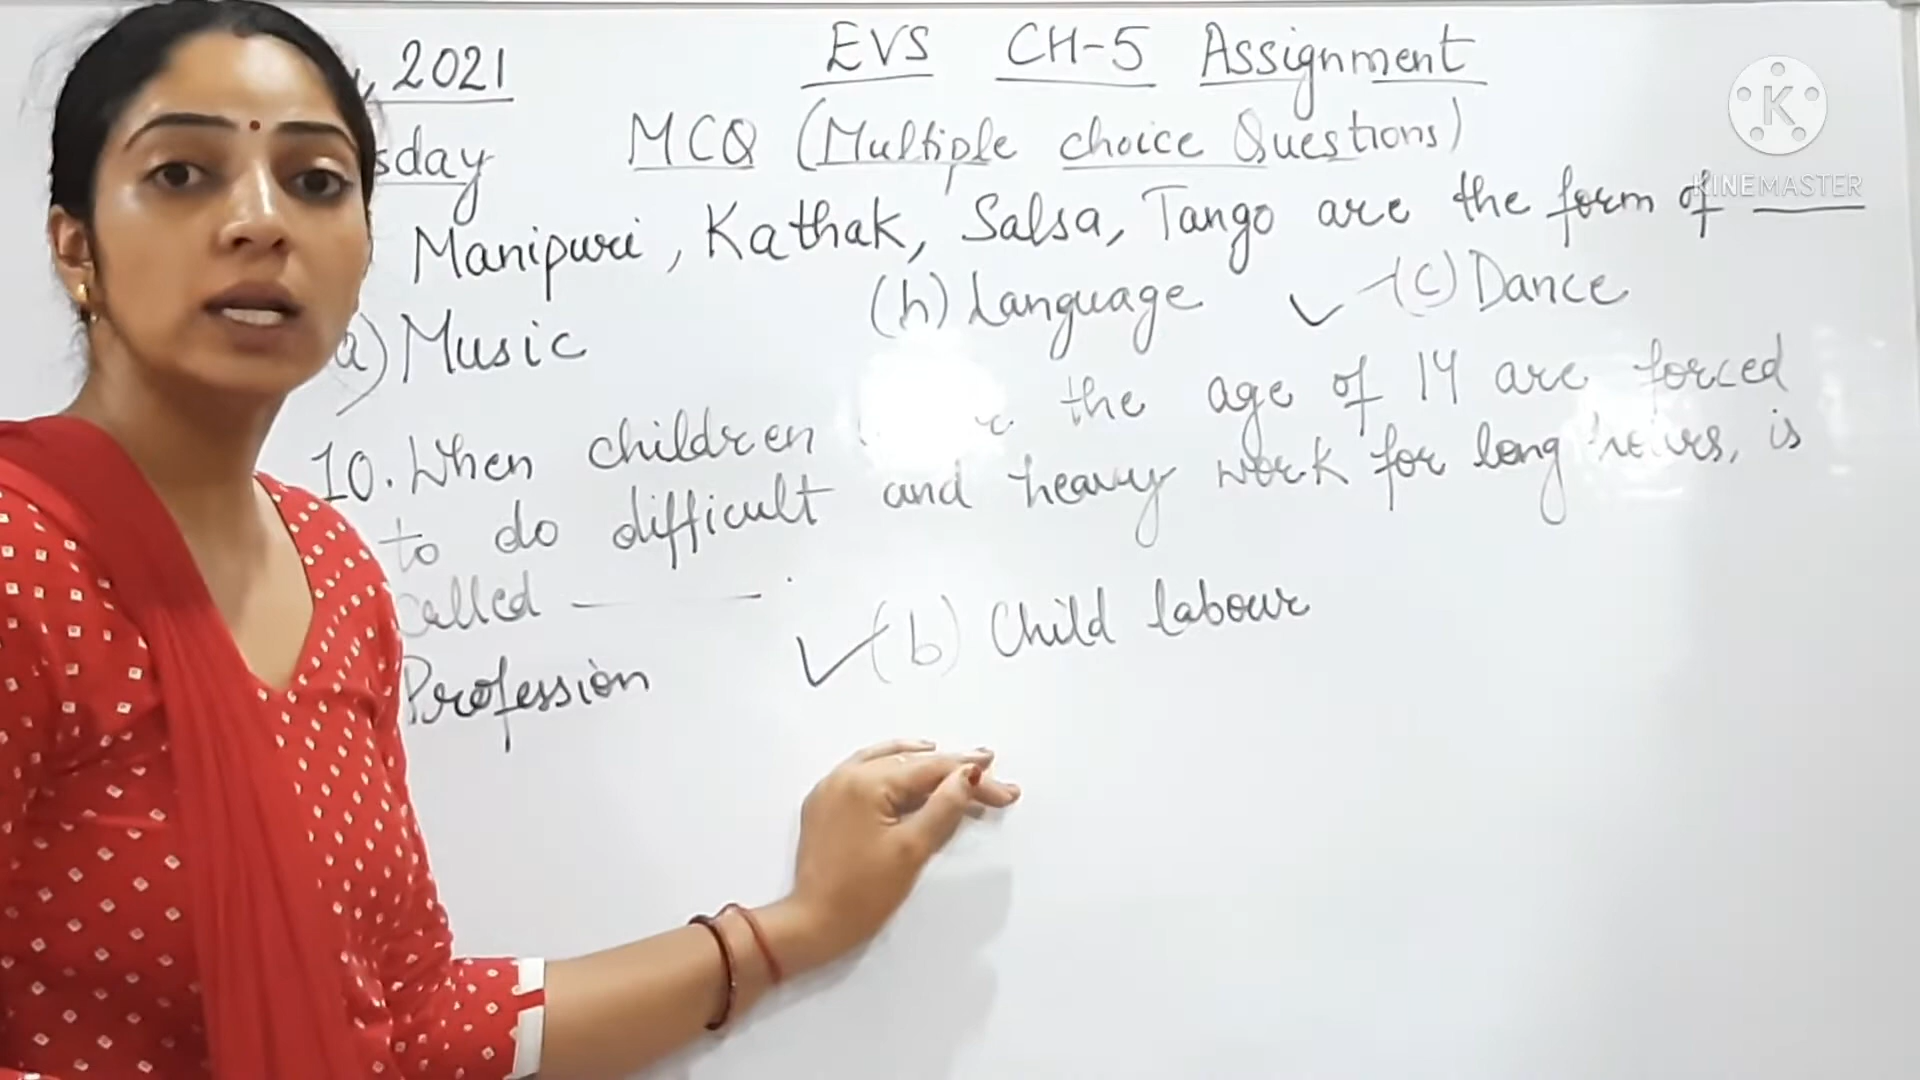 , 2021
EVS CH-5 Assignment
sday
MCQ (Multiple choice Questions)
K
KINEMASTER
Manipuri, Kathak, Salsa, Tango are the form of ____
a) Music (h) Language ✓ (c) Dance
10. When children the age of 14 are forced
to do difficult and heavy work for long hours, is
called ____.
Profession ✓ (b) Child labour